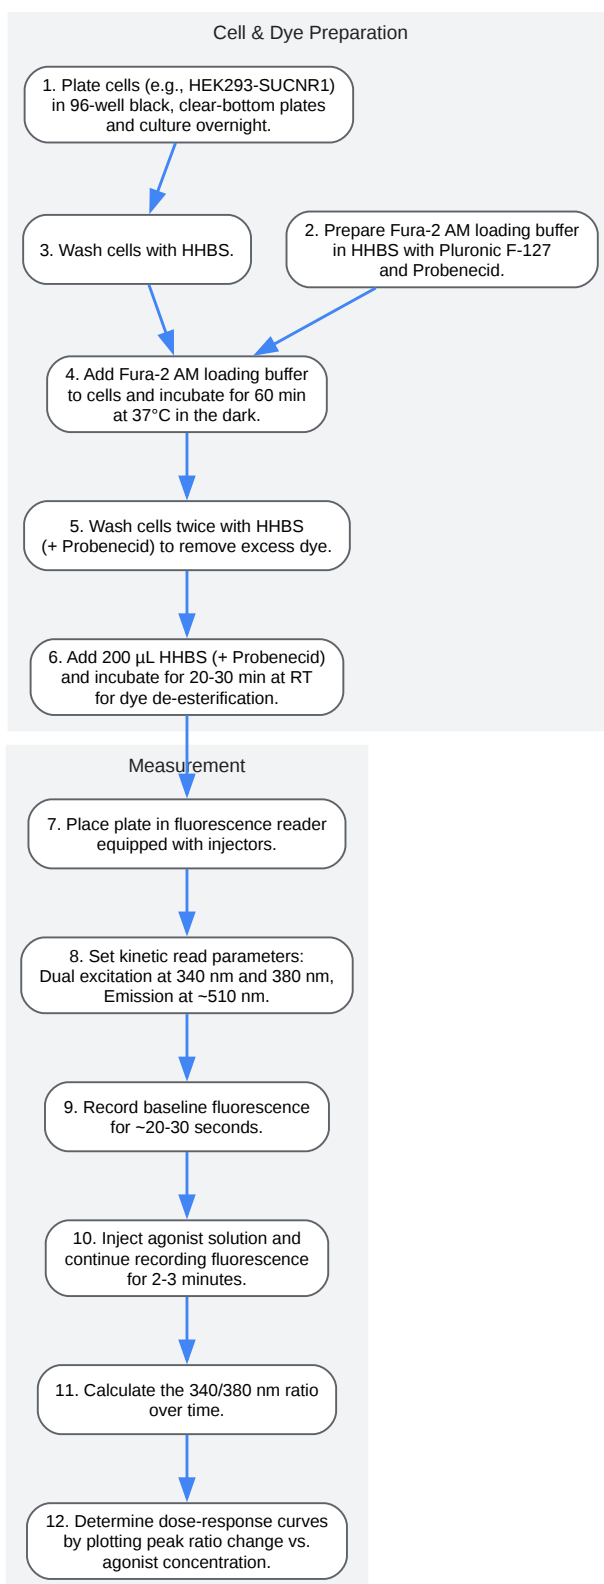 Cell & Dye Preparation
1. Plate cells (e.g., HEK293-SUCNR1)
in 96-well black, clear-bottom plates
and culture overnight.
3. Wash cells with HHBS.
2. Prepare Fura-2 AM loading buffer
in HHBS with Pluronic F-127
and Probenecid.
4. Add Fura-2 AM loading buffer
to cells and incubate for 60 min
at 37°C in the dark.
5. Wash cells twice with HHBS
(+ Probenecid) to remove excess dye.
6. Add 200 µL HHBS (+ Probenecid)
and incubate for 20-30 min at RT
for dye de-esterification.
Measurement
7. Place plate in fluorescence reader
equipped with injectors.
8. Set kinetic read parameters:
Dual excitation at 340 nm and 380 nm,
Emission at ~510 nm.
9. Record baseline fluorescence
for ~20-30 seconds.
10. Inject agonist solution and
continue recording fluorescence
for 2-3 minutes.
11. Calculate the 340/380 nm ratio
over time.
12. Determine dose-response curves
by plotting peak ratio change vs.
agonist concentration.